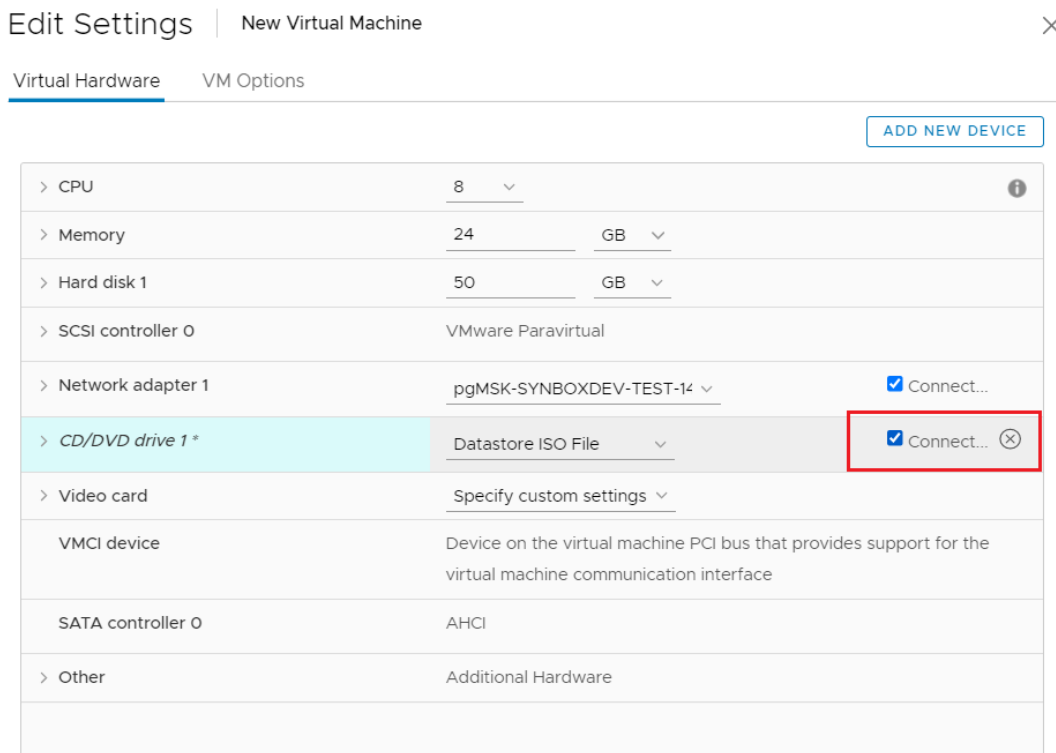 Edit Settings New Virtual Machine
Virtual Hardware VM Options
ADD NEW DEVICE
CPU 8
Memory 24 GB
Hard disk 1 50 GB
SCSI controller 0 VMware Paravirtual
Network adapter 1 pgMSK-SYNBOXDEV-TEST-14 Connect...
CD/DVD drive 1 * Datastore ISO File Connect...
Video card Specify custom settings
VMCI device Device on the virtual machine PCI bus that provides support for the
virtual machine communication interface
SATA controller 0 AHCI
Other Additional Hardware